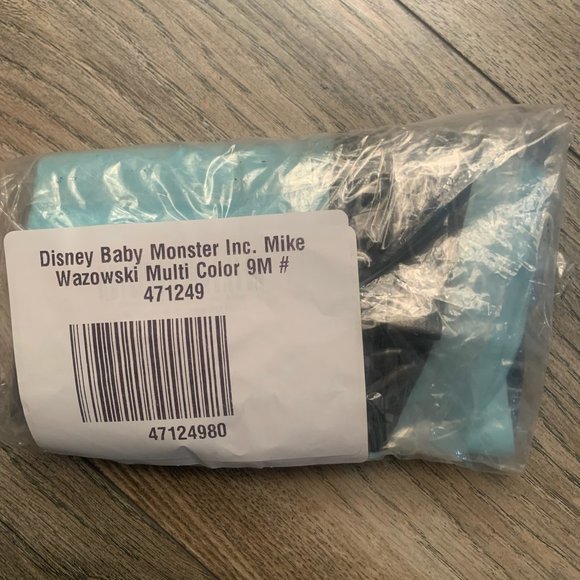 Disney Baby Monster Inc. Mike
Wazowski Multi Color 9M #
471249
47124980